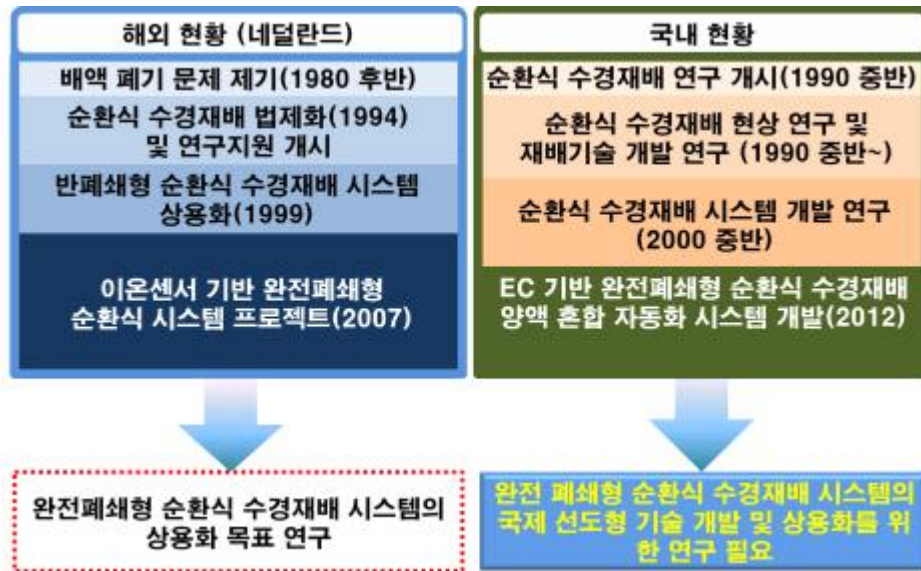 해외 현황 (네덜란드)
배액 폐기 문제 제기(1980 후반)
순환식 수경재배 법제화(1994)
및 연구지원 개시
반폐쇄형 순환식 수경재배 시스템
상용화(1999)
이온센서 기반 완전폐쇄형
순환식 시스템 프로젝트(2007)
완전폐쇄형 순환식 수경재배 시스템의
상용화 목표 연구
국내 현황
순환식 수경재배 연구 개시(1990 중반)
순환식 수경재배 현상 연구 및
재배기술 개발 연구 (1990 중반~)
순환식 수경재배 시스템 개발 연구
(2000 중반)
EC 기반 완전폐쇄형 순환식 수경재배
양액 혼합 자동화 시스템 개발(2012)
완전 폐쇄형 순환식 수경재배 시스템의
국제 선도형 기술 개발 및 상용화를 위
한 연구 필요